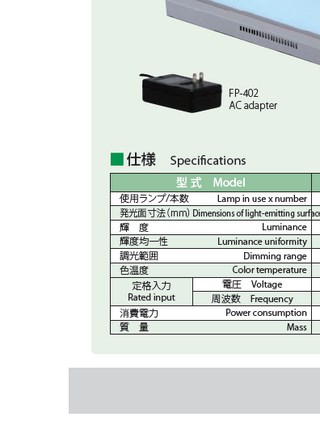 FP-402
AC adapter
■仕様 Specifications
型 式 Model
使用ランプ/本数 Lamp in use x number
発光面寸法(mm) Dimensions of light-emitting
輝 度 Luminance
輝度均一性 Luminance uniformity
調光範囲 Dimming range
色温度 Color temperature
定格入力 Rated input
電圧 Voltage
周波数 Frequency
消費電力 Power consumption
質 量 Mass